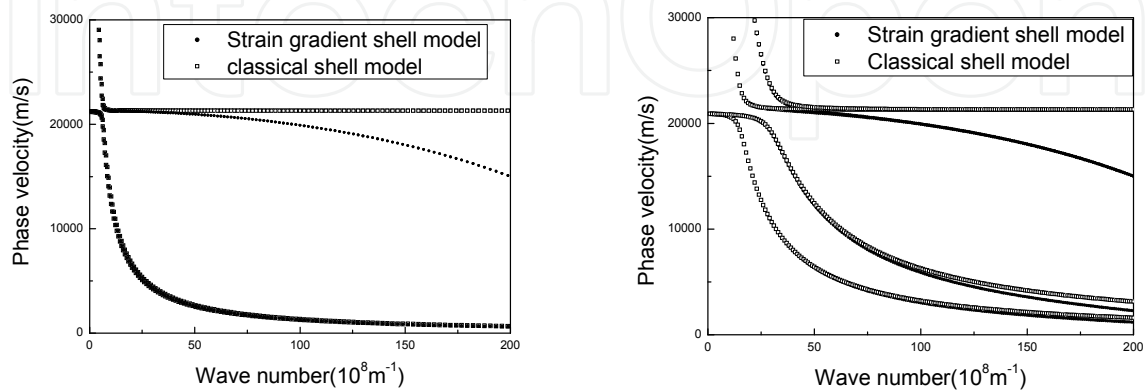 IntechOpen
30000
Strain gradient shell model
classical shell model
20000
10000
0
Phase velocity(m/s)
0 50 100 150 200
Wave number(10⁸m⁻¹)
30000
Strain gradient shell model
Classical shell model
20000
10000
0
Phase velocity(m/s)
0 50 100 150 200
Wave number(10⁸m⁻¹)